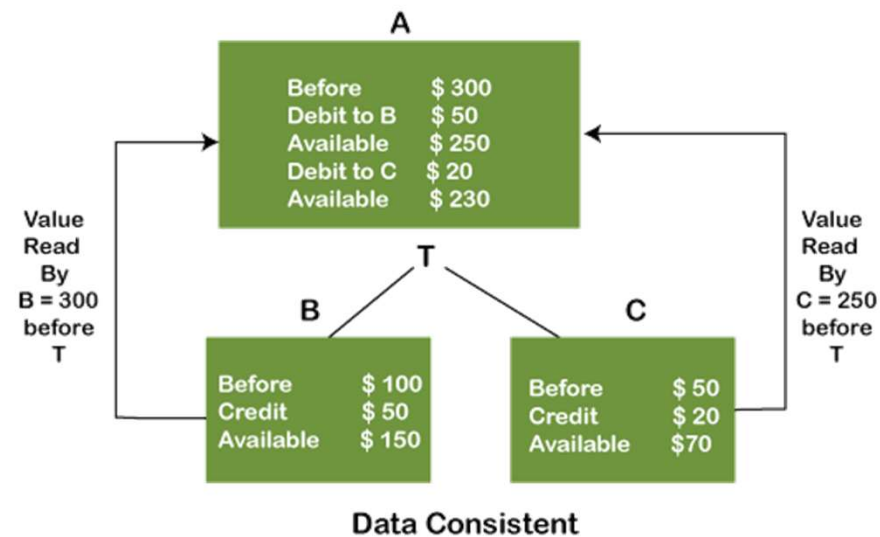 A
Before $ 300
Debit to B $ 50
Available $ 250
Debit to C $ 20
Available $ 230
Value
Read
By
B = 300
before
T
Value
Read
By
C = 250
before
T
T
B
Before $ 100
Credit $ 50
Available $ 150
C
Before $ 50
Credit $ 20
Available $70
Data Consistent